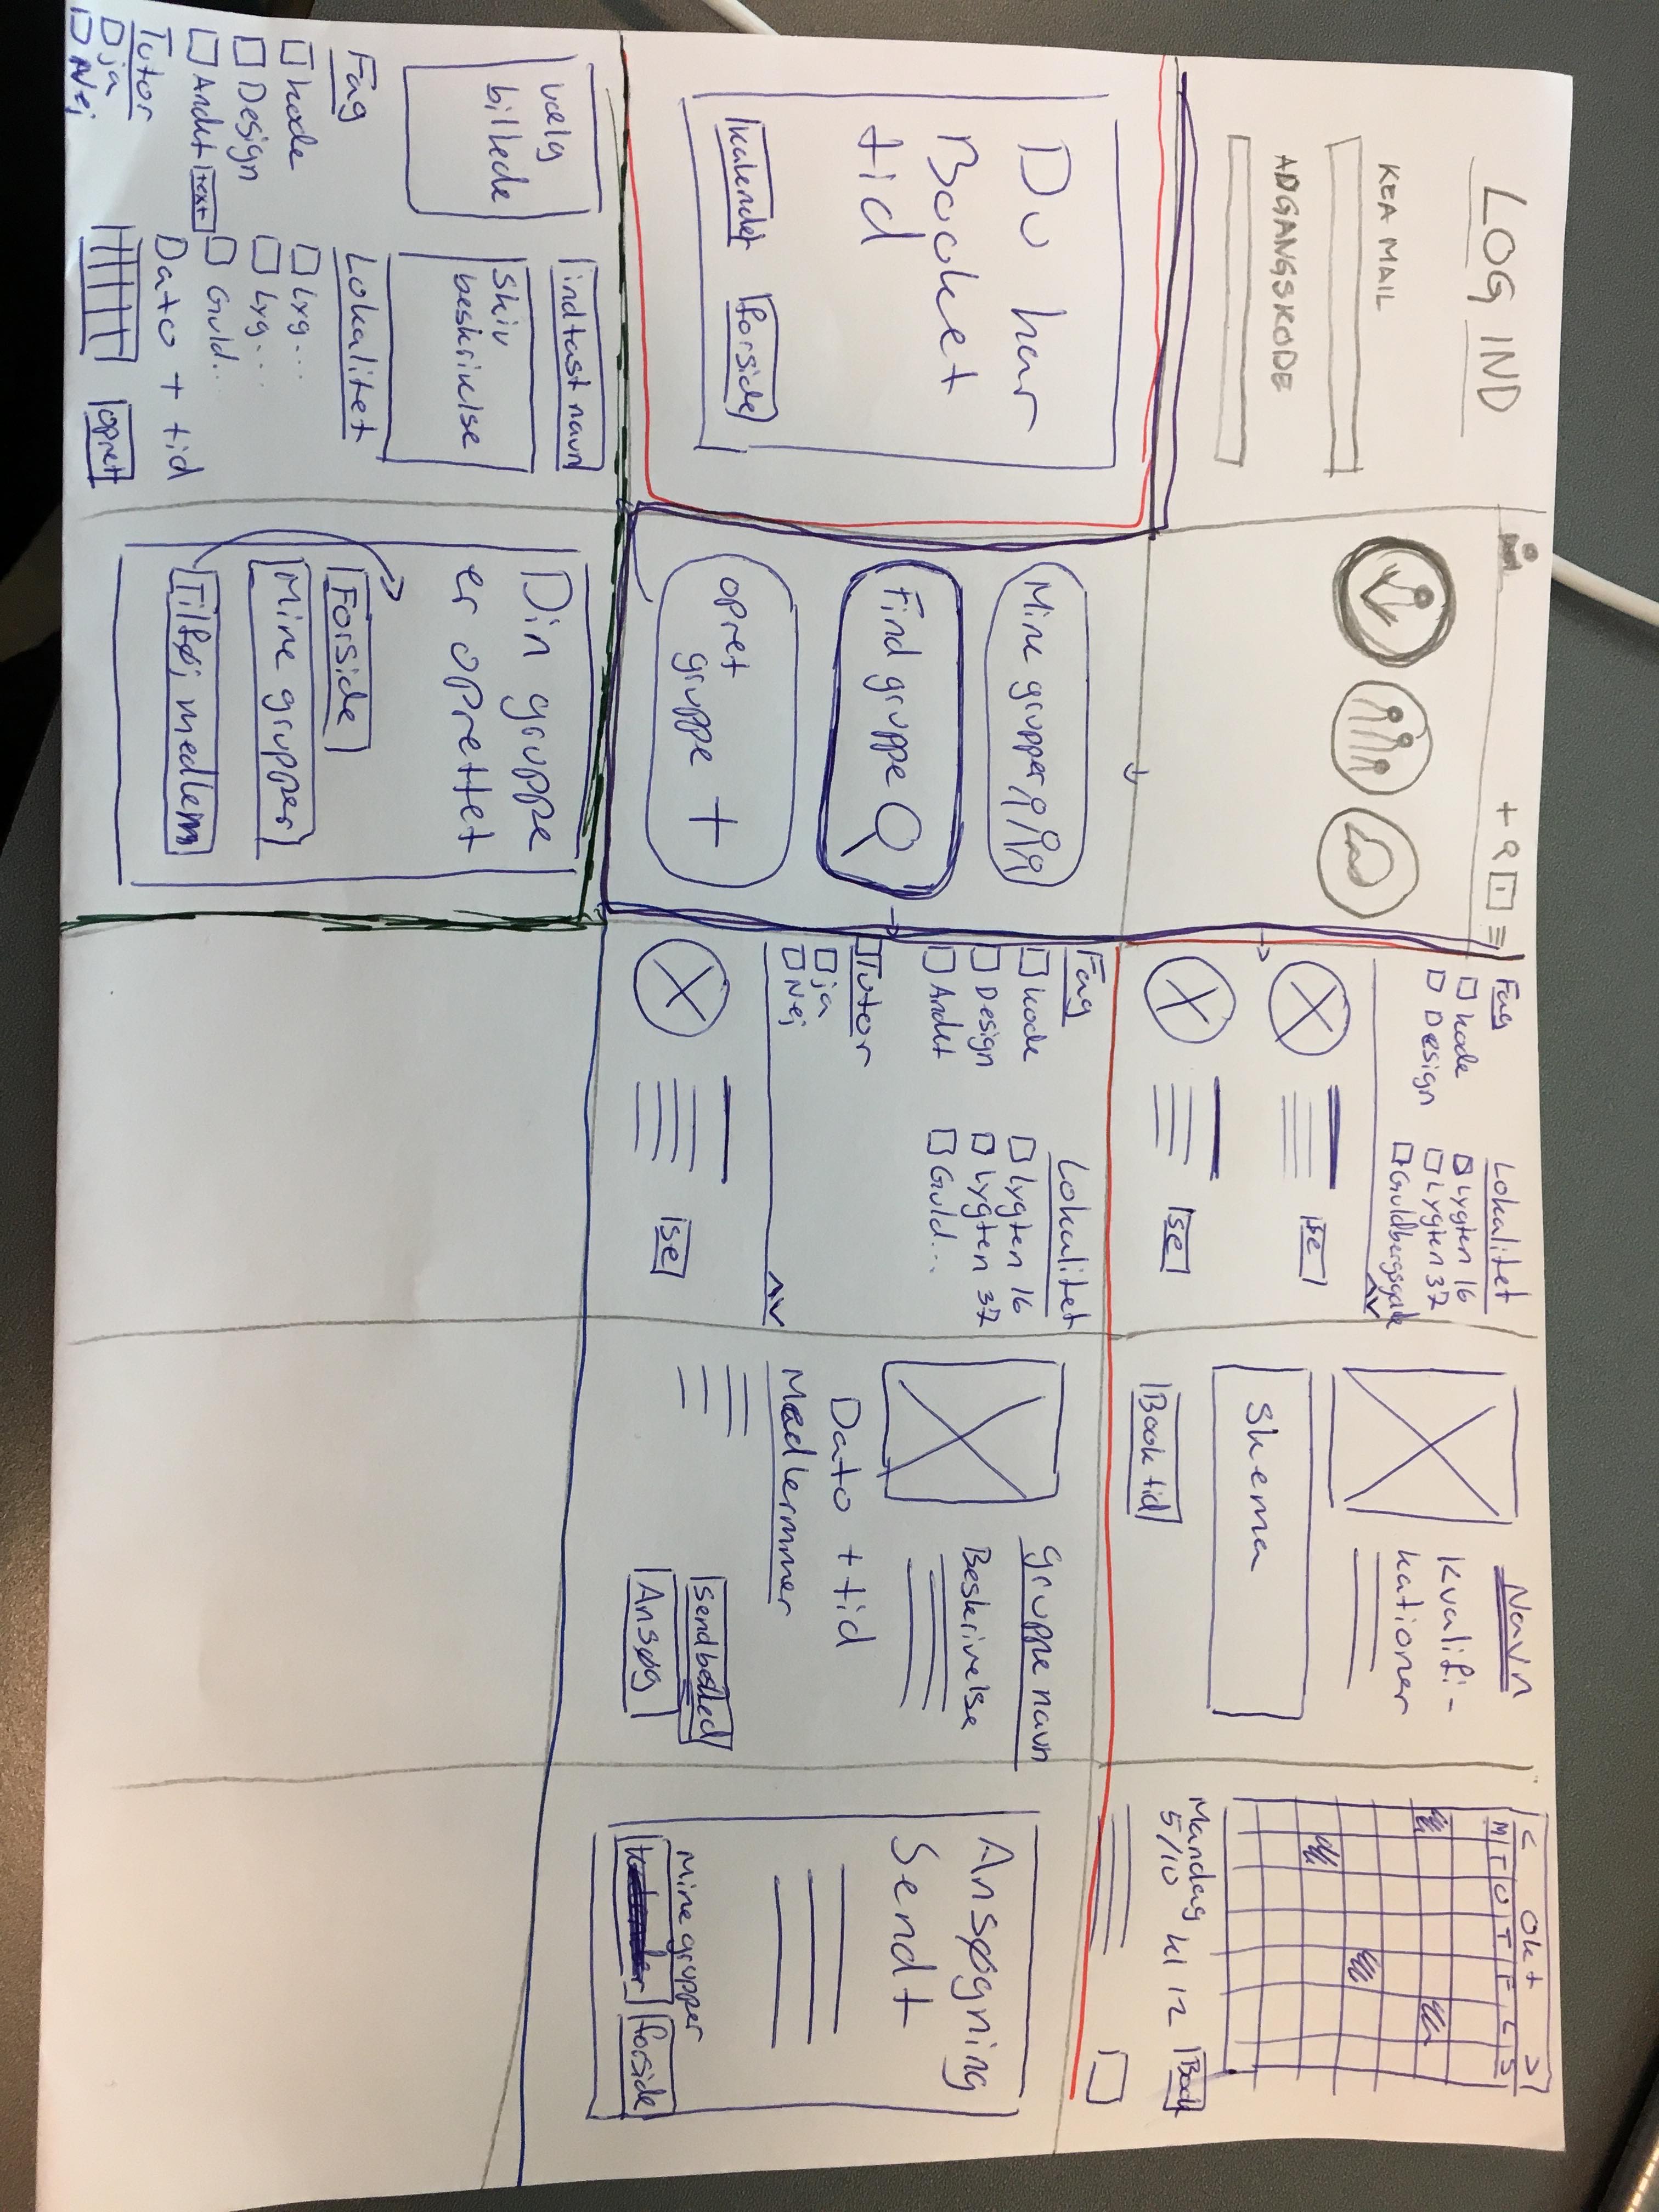 LOG IND
KEA MAIL
ADGANGSKODE
Fag
Kode
Design
Lokalitet
Lygten 16
Lygten 37
Guldbergsgade
se
se
Navn
Kvalifi-
kationer
Skema
Book tid
< Okt >
M T O T F L S
Mandag kl 12
5/10
Book
Du har
Booket
tid
Kalender
forside
Mine grupper
Find gruppe
opret
gruppe +
Fag
Kode
Design
Andet
Tutor
ja
Nej
Lokalitet
Lygten 16
Lygten 37
Guld...
se
Gruppe navn
Beskrivelse
Dato + tid
Medlemmer
Ansøg
Ansøgning
Sendt
Mine grupper
forside
vælg
billede
indtast navn
Skiv
beskrivelse
Fag
Kode
Design
Andet text
Tutor
ja
Nej
Lokalitet
Lyg...
Lyg...
Guld...
Dato + tid
opret
Din gruppe
er oprettet
Forside
Mine grupper
Tilføj medlem